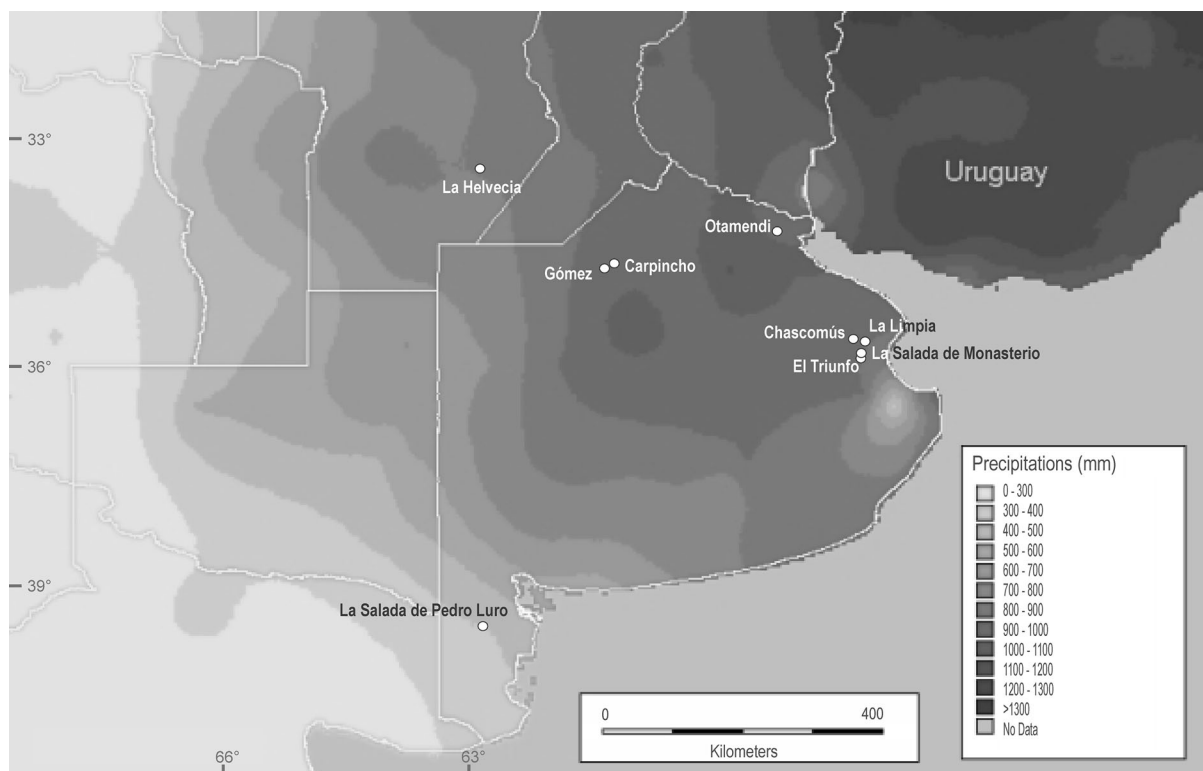 33°
Uruguay
La Helvecia
Otamendi
Gómez
Carpincho
Chascomús
La Limpia
La Salada de Monasterio
El Triunfo
36°
Precipitations (mm)
0 - 300
300 - 400
400 - 500
500 - 600
600 - 700
700 - 800
800 - 900
900 - 1000
1000 - 1100
1100 - 1200
1200 - 1300
>1300
No Data
39°
La Salada de Pedro Luro
0 400
Kilometers
66°
63°